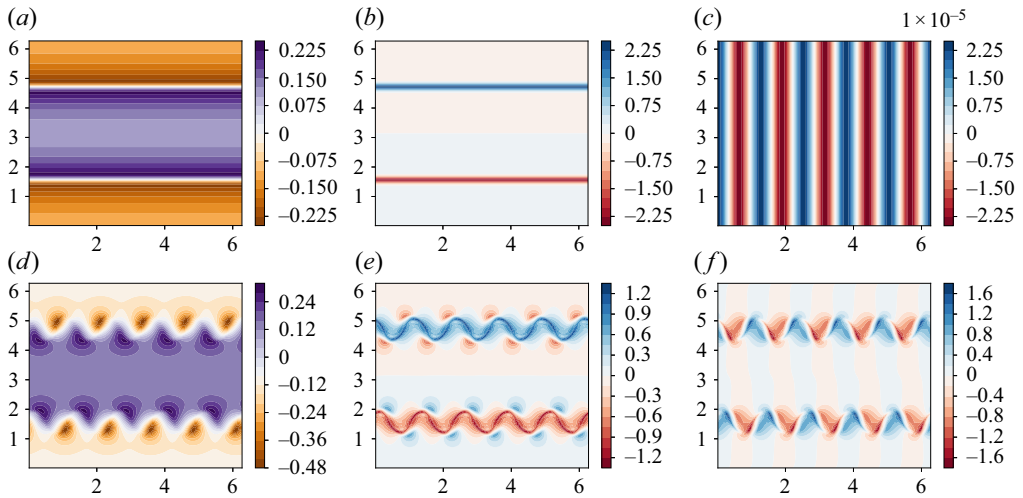 (a) (b) (c) 1 × 10⁻⁵
6 0.225 6 2.25 6 2.25
5 0.150 5 1.50 5 1.50
4 0.075 4 0.75 4 0.75
3 0 3 0 3 0
2 –0.075 2 –0.75 2 –0.75
1 –0.150 1 –1.50 1 –1.50
–0.225 –2.25 –2.25
2 4 6 2 4 6 2 4 6
(d) (e) (f)
6 0.24 6 1.2 6 1.6
5 0.12 5 0.9 5 1.2
4 0 4 0.6 4 0.8
3 –0.12 3 0.3 3 0.4
2 –0.24 2 0 2 0
1 –0.36 1 –0.3 1 –0.4
–0.48 –0.6 –0.8
–0.9 –1.2
–1.2 –1.6
2 4 6 2 4 6 2 4 6